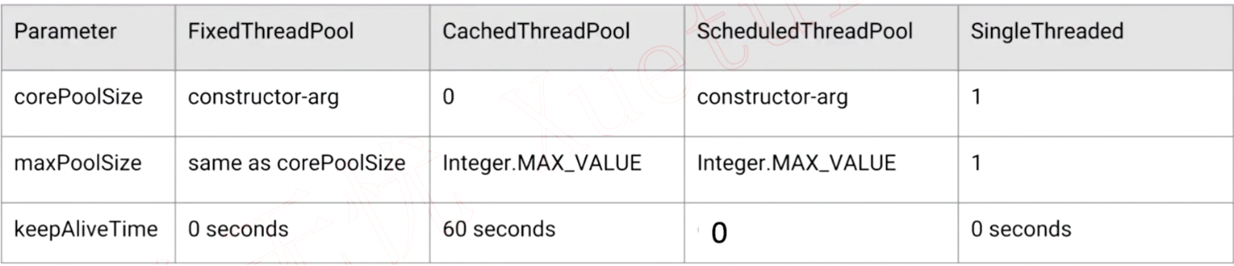 Parameter FixedThreadPool CachedThreadPool ScheduledThreadPool SingleThreaded
corePoolSize constructor-arg 0 constructor-arg 1
maxPoolSize same as corePoolSize Integer.MAX_VALUE Integer.MAX_VALUE 1
keepAliveTime 0 seconds 60 seconds 0 0 seconds